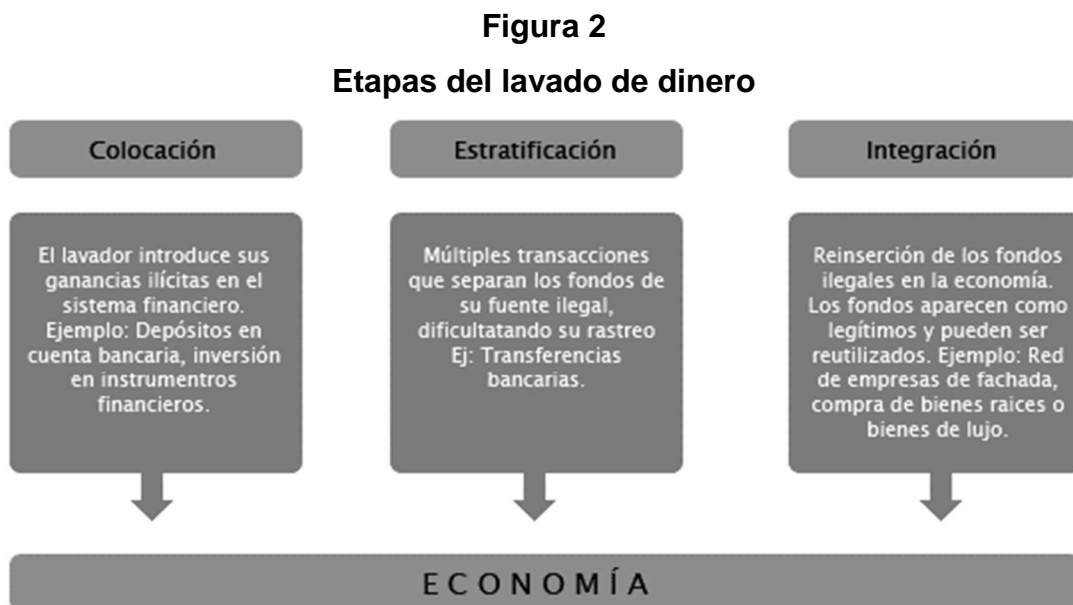 Figura 2
Etapas del lavado de dinero
Colocación
El lavador introduce sus
ganancias ilícitas en el
sistema financiero.
Ejemplo: Depósitos en
cuenta bancaria, inversión
en instrumentros
financieros.
Estratificación
Múltiples transacciones
que separan los fondos de
su fuente ilegal,
dificultatando su rastreo
Ej: Transferencias
bancarias.
Integración
Reinserción de los fondos
ilegales en la economía.
Los fondos aparecen como
legítimos y pueden ser
reutilizados. Ejemplo: Red
de empresas de fachada,
compra de bienes raices o
bienes de lujo.
ECONOMÍA